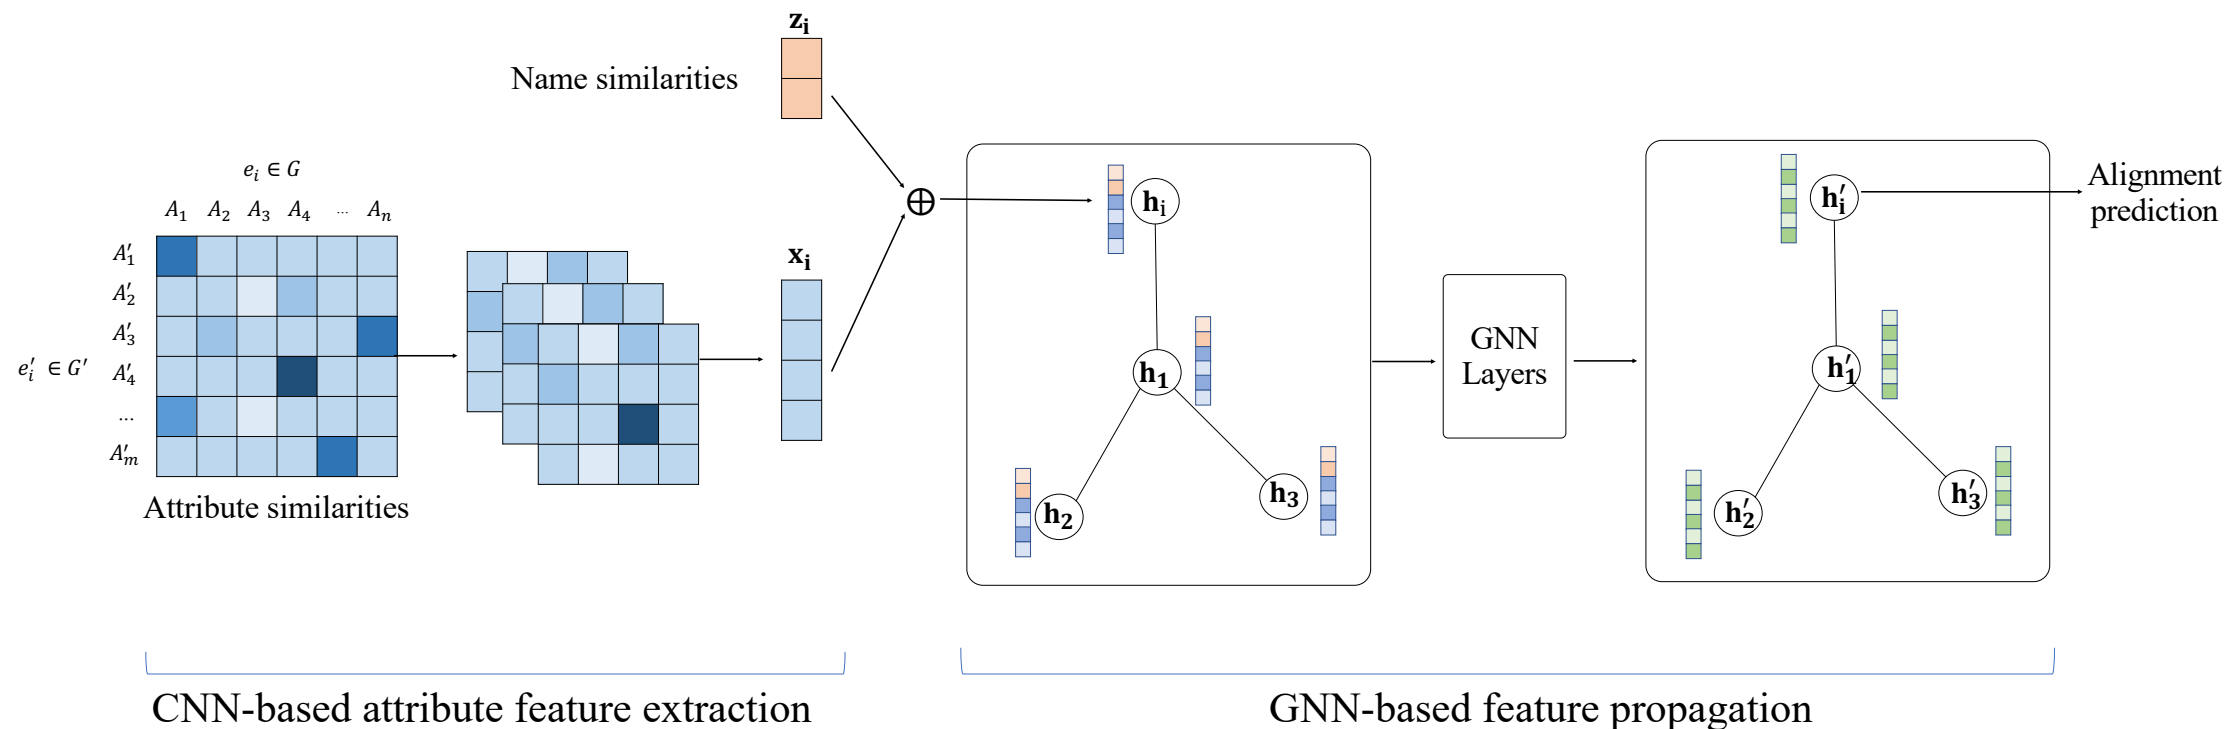 z_i
Name similarities
e_i ∈ G
A_1 A_2 A_3 A_4 ... A_n
A′_1
A′_2
A′_3
e′_i ∈ G′
A′_4
...
A′_m
Attribute similarities
x_i
⊕
h_i
h_1
h_2
h_3
GNN
Layers
h′_i
h′_1
h′_2
h′_3
Alignment
prediction
CNN-based attribute feature extraction
GNN-based feature propagation